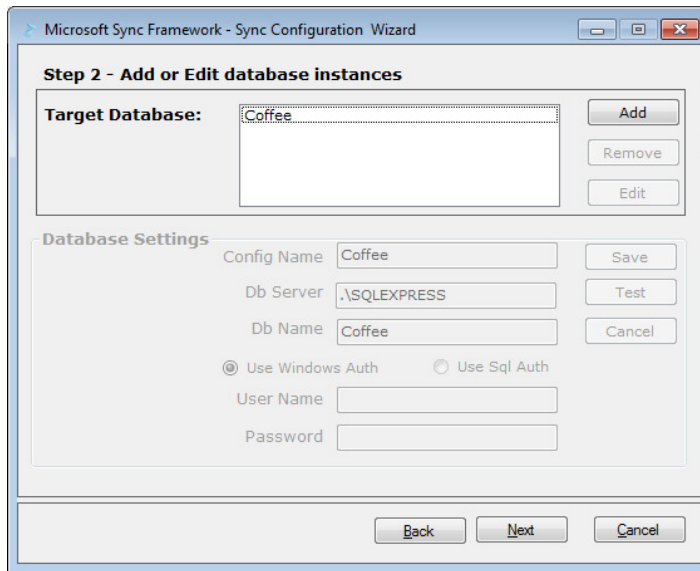 Microsoft Sync Framework - Sync Configuration Wizard
Step 2 - Add or Edit database instances
Target Database:
Coffee
Add
Remove
Edit
Database Settings
Config Name Coffee Save
Db Server .\SQLEXPRESS Test
Db Name Coffee Cancel
Use Windows Auth Use Sql Auth
User Name
Password
Back Next Cancel